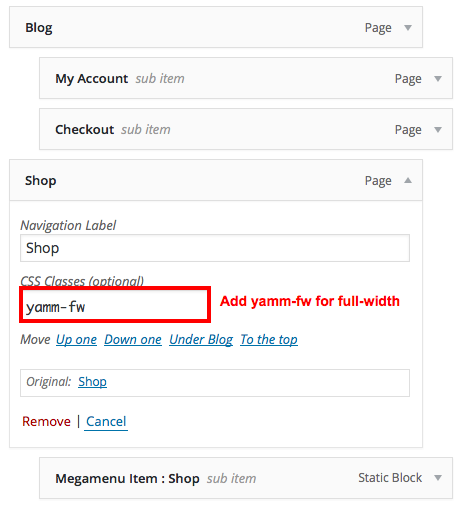 Blog Page
My Account sub item Page
Checkout sub item Page
Shop Page
Navigation Label
Shop
CSS Classes (optional)
yamm-fw Add yamm-fw for full-width
Move Up one Down one Under Blog To the top
Original: Shop
Remove | Cancel
Megamenu Item : Shop sub item Static Block